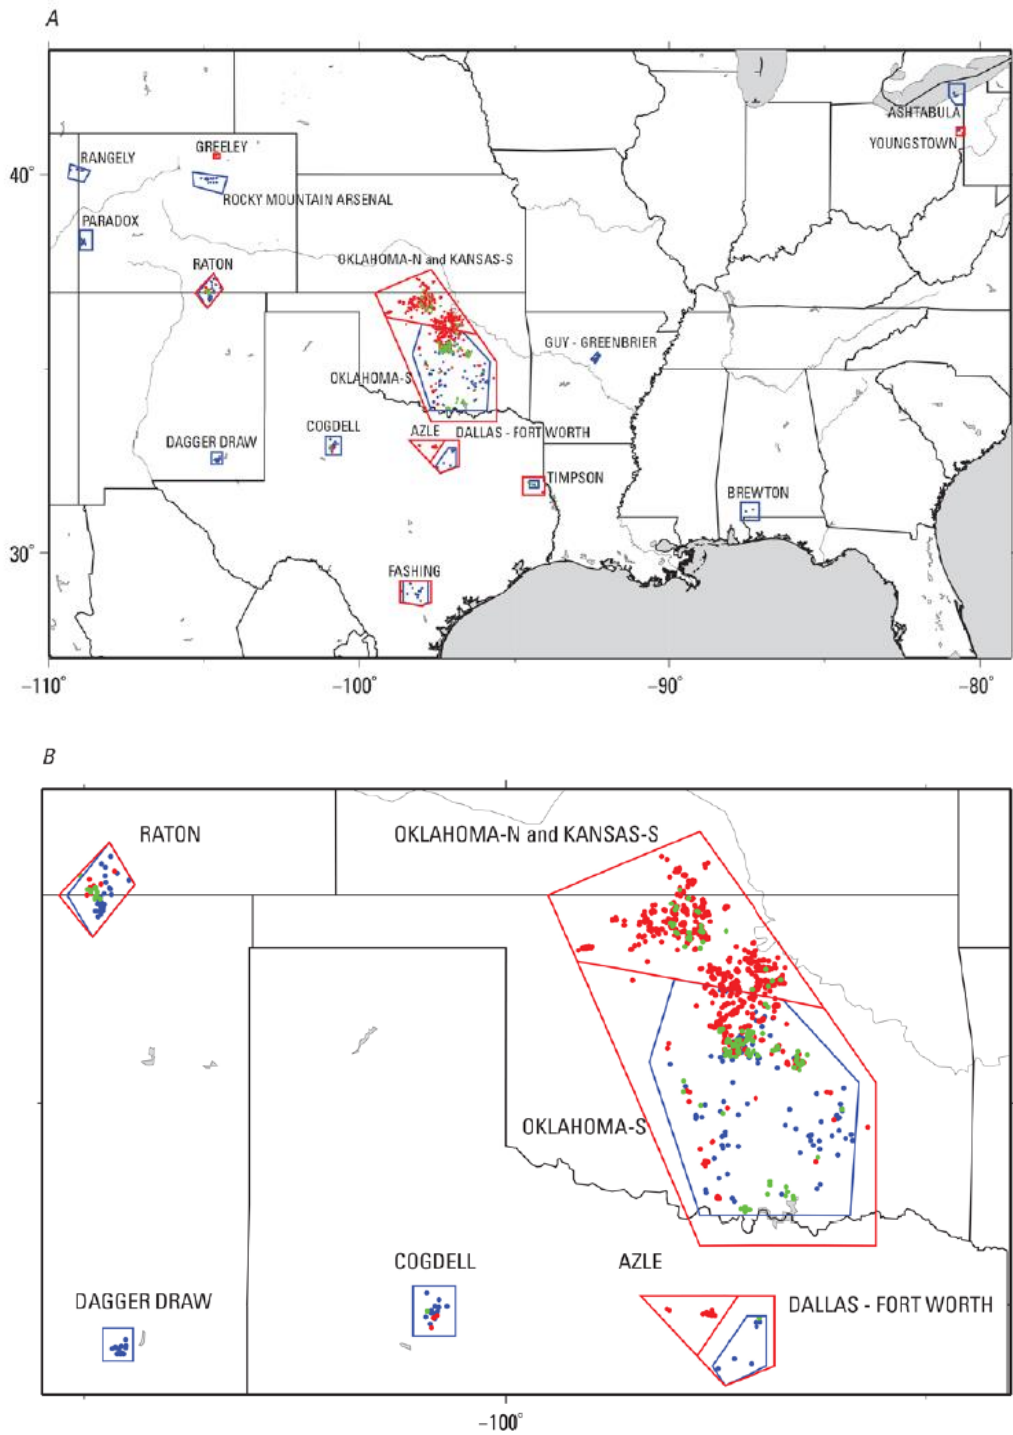 A
ASHTABULA
YOUNGSTOWN
GREELEY
RANGELY
40°
ROCKY MOUNTAIN ARSENAL
PARADOX
RATON
OKLAHOMA-N and KANSAS-S
GUY - GREENBRIER
OKLAHOMA-S
COGDELL
AZLE
DALLAS - FORT WORTH
DAGGER DRAW
TIMPSON
BREWTON
30°
FASHING
−110°
−100°
−90°
−80°
B
RATON
OKLAHOMA-N and KANSAS-S
OKLAHOMA-S
COGDELL
AZLE
DAGGER DRAW
DALLAS - FORT WORTH
-100°